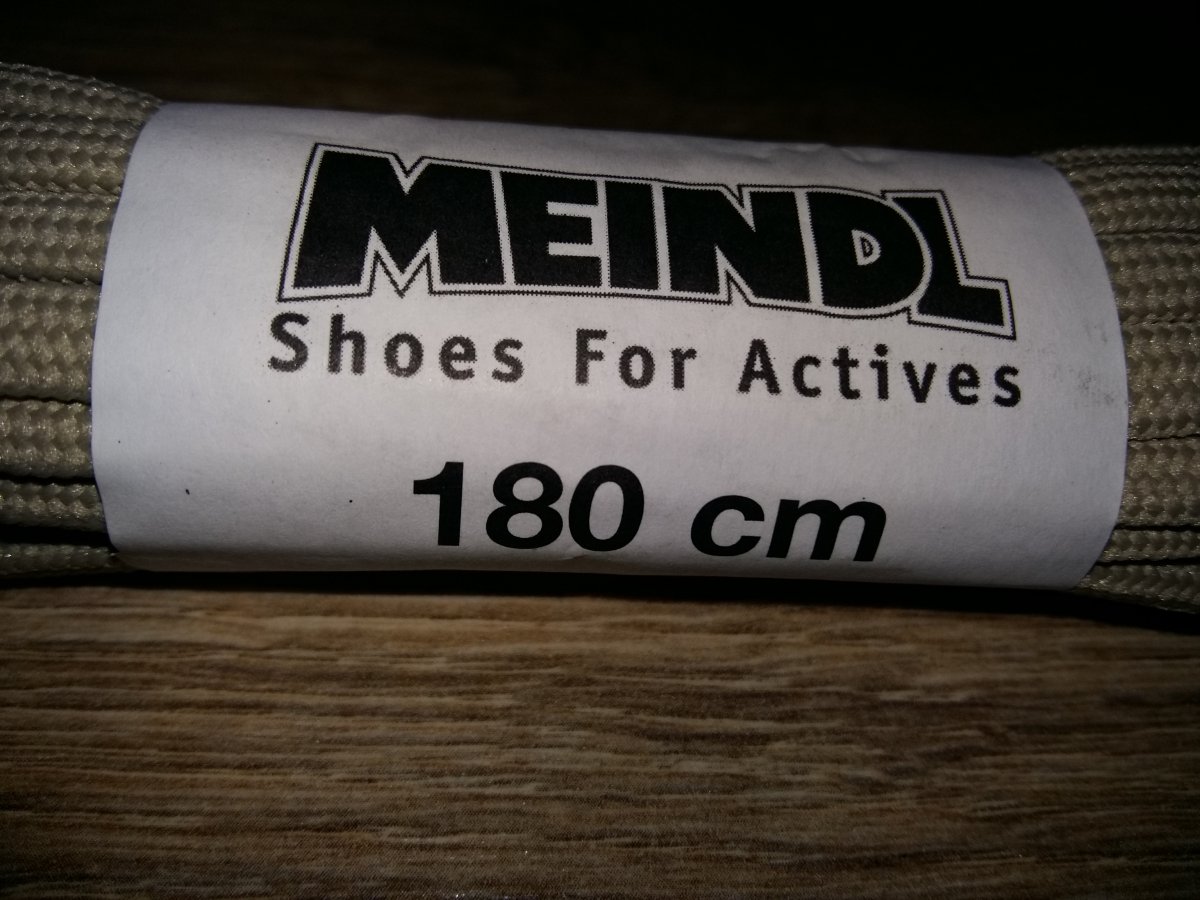 MEINDL
Shoes For Actives
180 cm